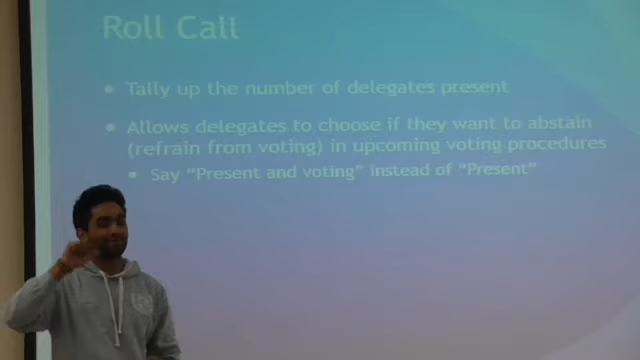 Roll Call
• Tally up the number of delegates present
• Allows delegates to choose if they want to abstain
(refrain from voting) in upcoming voting procedures
• Say “Present and voting” instead of “Present”